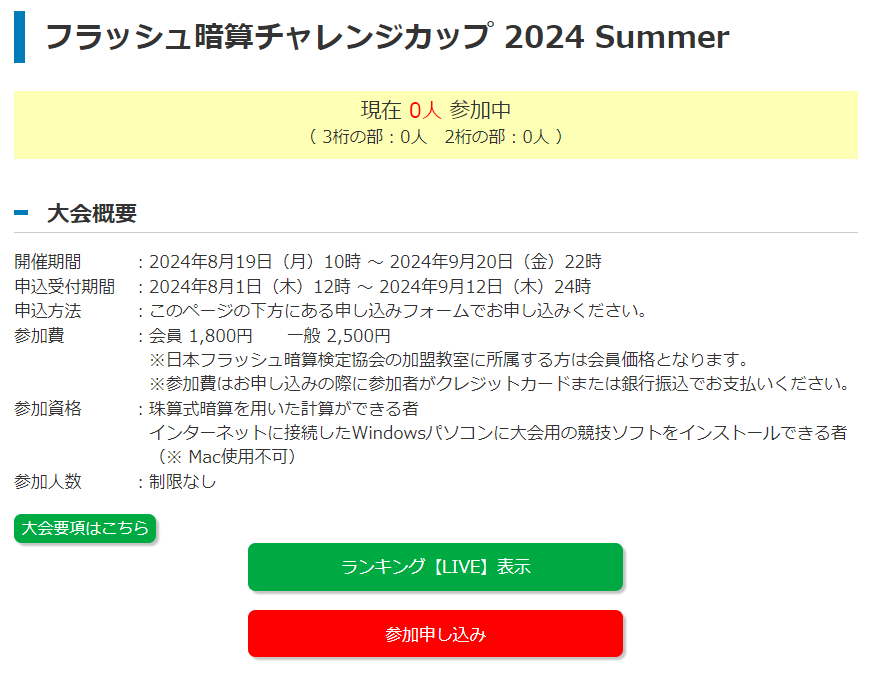 フラッシュ暗算チャレンジカップ 2024 Summer
現在 0人 参加中
( 3桁の部：0人　2桁の部：0人 )
大会概要
開催期間　：2024年8月19日（月）10時 ～ 2024年9月20日（金）22時
申込受付期間　：2024年8月1日（木）12時 ～ 2024年9月12日（木）24時
申込方法　：このページの下方にある申し込みフォームでお申し込みください。
参加費　：会員 1,800円　　一般 2,500円
※日本フラッシュ暗算検定協会の加盟教室に所属する方は会員価格となります。
※参加費はお申し込みの際に参加者がクレジットカードまたは銀行振込でお支払いください。
参加資格　：珠算式暗算を用いた計算ができる者
インターネットに接続したWindowsパソコンに大会用の競技ソフトをインストールできる者
（※ Mac使用不可）
参加人数　：制限なし
大会要項はこちら
ランキング【LIVE】表示
参加申し込み